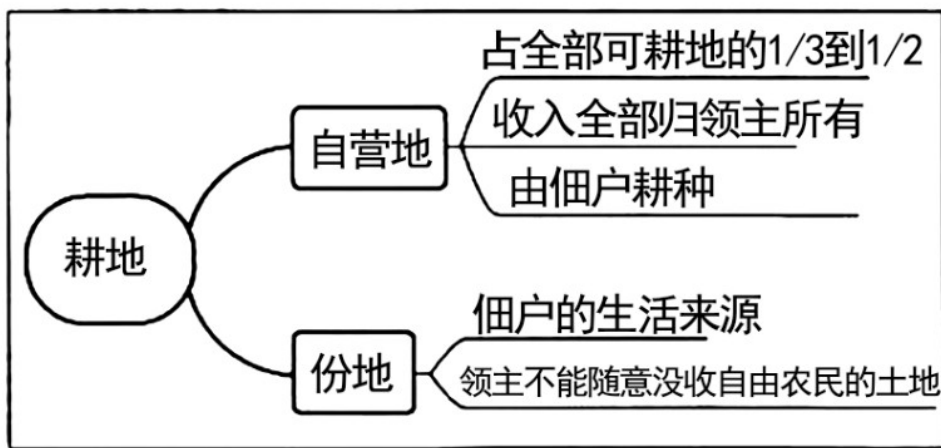 耕地
自营地
占全部可耕地的1/3到1/2
收入全部归领主所有
由佃户耕种
份地
佃户的生活来源
领主不能随意没收自由农民的土地